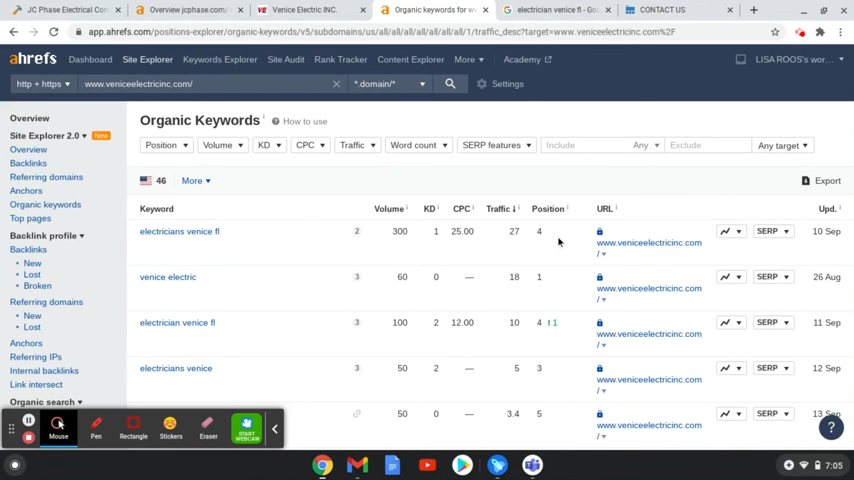 JC Phase Electrical Com
Overview jcphase.com/
Venice Electric INC.
Organic keywords for w
electrician venice fl - Goo
CONTACT US
app.ahrefs.com/positions-explorer/organic-keywords/v5/subdomains/us/all/all/all/all/all/all/1/traffic_desc?target=www.veniceelectricinc.com%2F
ahrefs Dashboard Site Explorer Keywords Explorer Site Audit Rank Tracker Content Explorer More Academy LISA ROOS's wor...
http + https www.veniceelectricinc.com/ *.domain/* Settings
Overview
Site Explorer 2.0 New
Overview
Backlinks
Referring domains
Anchors
Organic keywords
Top pages
Backlink profile
Backlinks
New
Lost
Broken
Referring domains
New
Lost
Anchors
Referring IPs
Internal backlinks
Link intersect
Organic search
Organic Keywords i ? How to use
Position Volume KD CPC Traffic Word count SERP features Include Any Exclude Any target
46 More Export
Keyword Volume KD CPC Traffic Position URL Upd.
electricians venice fl 2 300 1 25.00 27 4 www.veniceelectricinc.com
/ SERP 10 Sep
venice electric 3 60 0 — 18 1 www.veniceelectricinc.com
/ SERP 26 Aug
electrician venice fl 3 100 2 12.00 10 4 ↑1 www.veniceelectricinc.com
/ SERP 11 Sep
electricians venice 3 50 2 — 5 3 www.veniceelectricinc.com
/ SERP 12 Sep
50 0 — 3.4 5 www.veniceelectricinc.com
/ SERP 13 Sep
Mouse Pen Rectangle Stickers Eraser START
WEBCAM
?
7:05